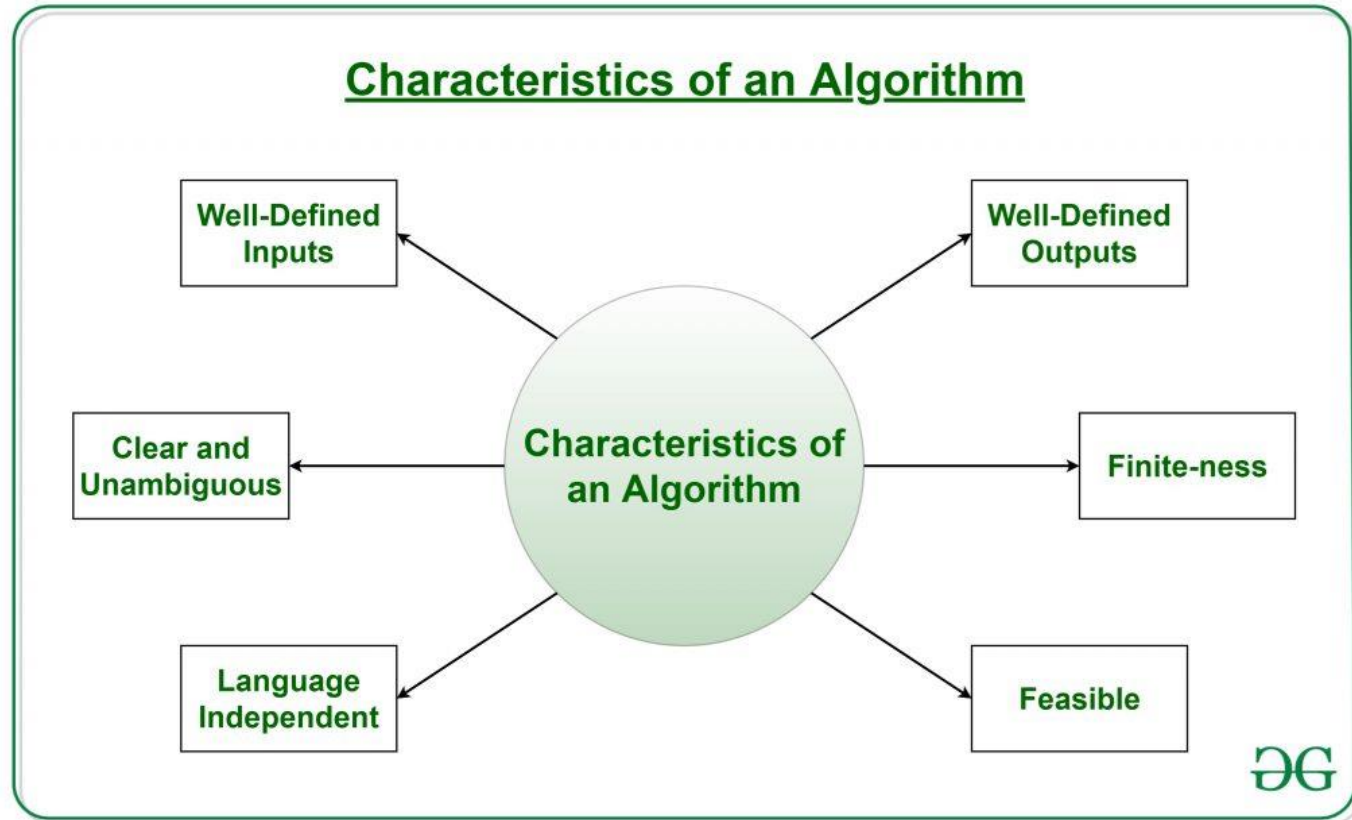 Characteristics of an Algorithm
Well-Defined
Inputs
Well-Defined
Outputs
Clear and
Unambiguous
Characteristics of
an Algorithm
Finite-ness
Language
Independent
Feasible